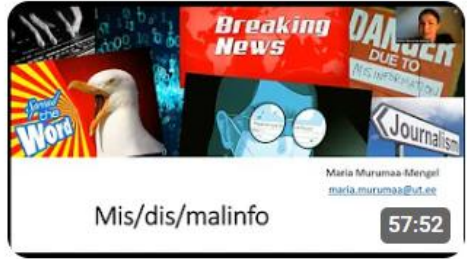 Breaking
News
DANGER
DUE TO
MISINFORMATION
Spread
the
Word
Journalism
Maria Murumaa-Mengel
maria.murumaa@ut.ee
Mis/dis/malinfo
57:52